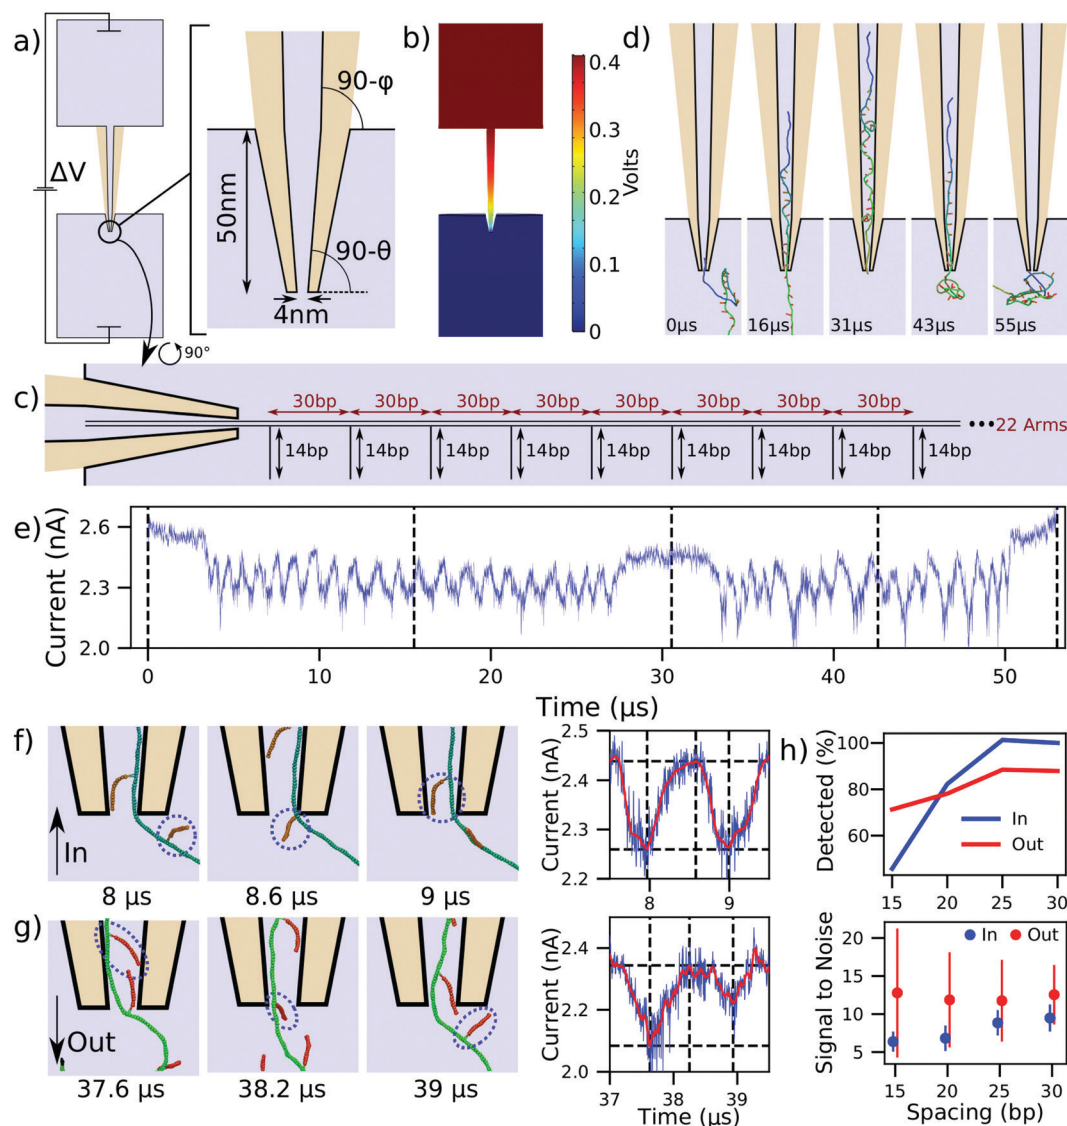 a)
ΔV
90-φ
50nm
90-θ
4nm
90°
b)
0.4
0.3
0.2
0.1
0
Volts
d)
0μs
16μs
31μs
43μs
55μs
c)
30bp 30bp 30bp 30bp 30bp 30bp 30bp
14bp 14bp 14bp 14bp 14bp 14bp 14bp 14bp 14bp
•••22 Arms
e)
Current (nA)
2.6
2.3
2.0
0 10 20 30 40 50
Time (μs)
f)
In
8 μs 8.6 μs 9 μs
Current (nA)
2.5
2.4
2.3
2.2
8 9
g)
Out
37.6 μs 38.2 μs 39 μs
Current (nA)
2.4
2.2
2.0
37 38 39
Time (μs)
h)
Detected (%)
100
80
60
In
Out
15 20 25 30
Signal to Noise
20
15
10
5
In Out
15 20 25 30
Spacing (bp)